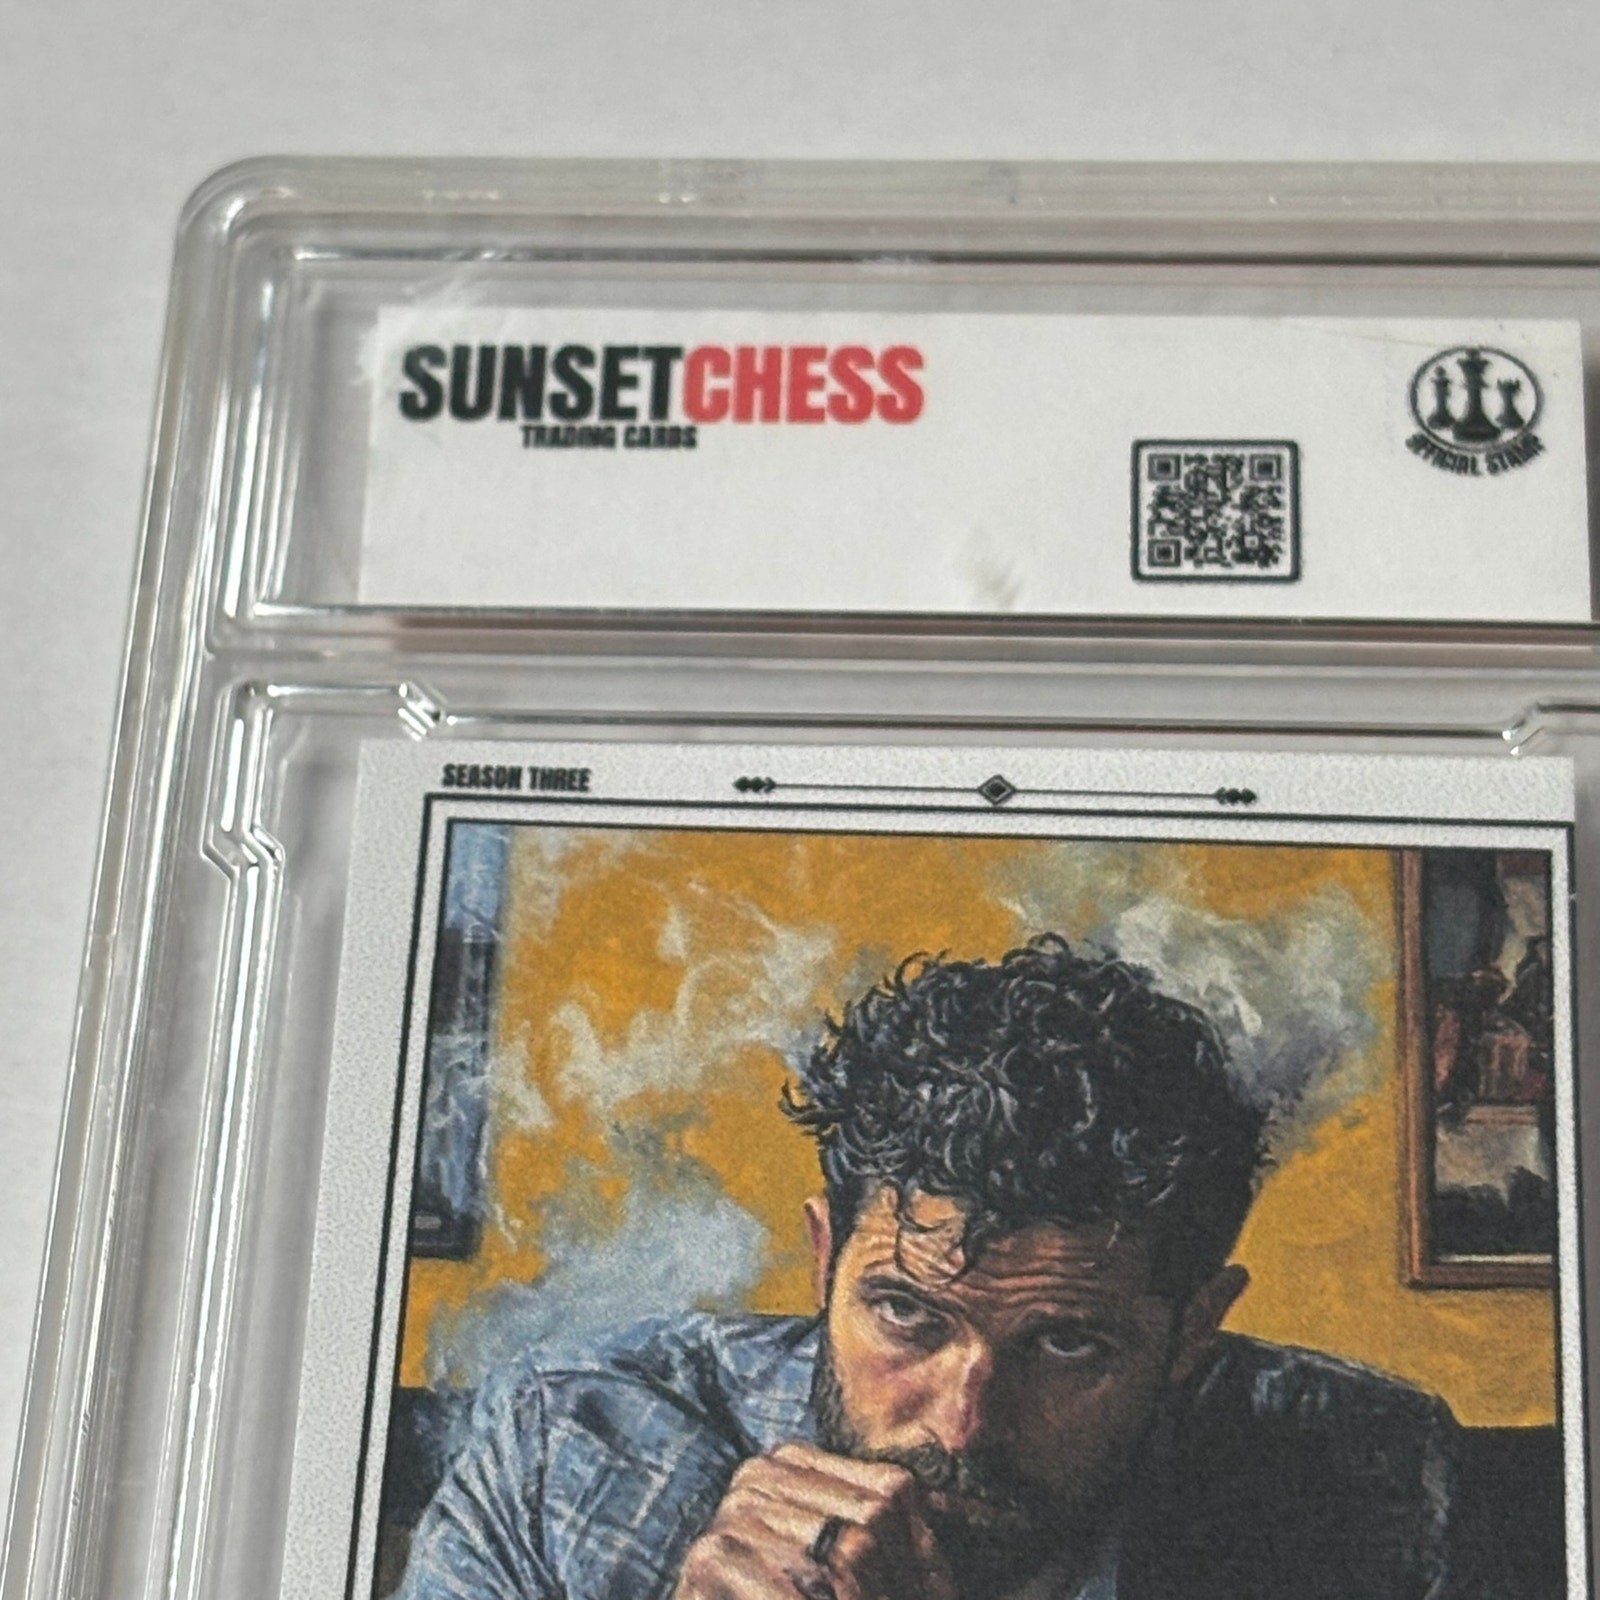 SUNSETCHESS
TRADING CARDS
OFFICIAL STAMP
SEASON THREE